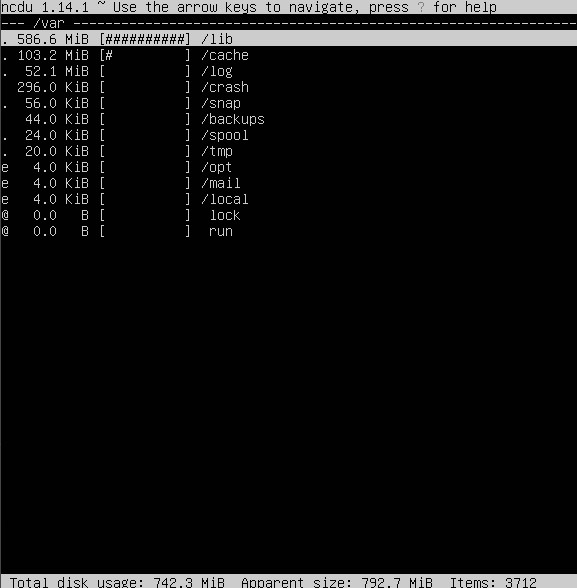 ncdu 1.14.1 ~ Use the arrow keys to navigate, press ? for help
--- /var ----------------------------------------------------------------
. 586.6 MiB [##########] /lib
. 103.2 MiB [#         ] /cache
.  52.1 MiB [          ] /log
  296.0 KiB [          ] /crash
.  56.0 KiB [          ] /snap
   44.0 KiB [          ] /backups
.  24.0 KiB [          ] /spool
.  20.0 KiB [          ] /tmp
e   4.0 KiB [          ] /opt
e   4.0 KiB [          ] /mail
e   4.0 KiB [          ] /local
@   0.0   B [          ]  lock
@   0.0   B [          ]  run
Total disk usage: 742.3 MiB  Apparent size: 792.7 MiB  Items: 3712